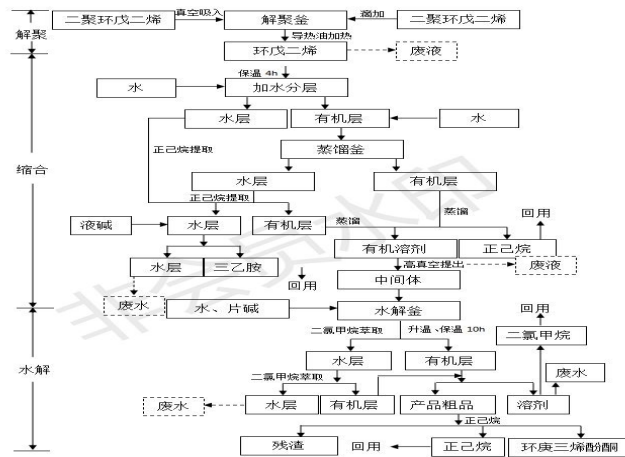 二聚环戊二烯
真空吸入
解聚釜
滴加
二聚环戊二烯
解聚
导热油加热
环戊二烯
废液
保温 4h
水
加水分层
水层
有机层
水
正己烷提取
蒸馏釜
缩合
水层
有机层
正己烷提取
回用
液碱
水层
有机层
蒸馏
蒸馏
有机溶剂
正己烷
水层
三乙胺
高真空提出
废液
回用
中间体
废水
水、片碱
水解釜
回用
二氯甲烷萃取
升温、保温 10h
二氯甲烷
水层
有机层
水解
二氯甲烷萃取
废水
废水
水层
有机层
产品粗品
溶剂
正己烷
残渣
回用
正己烷
环庚三烯酚酮
非会员水印